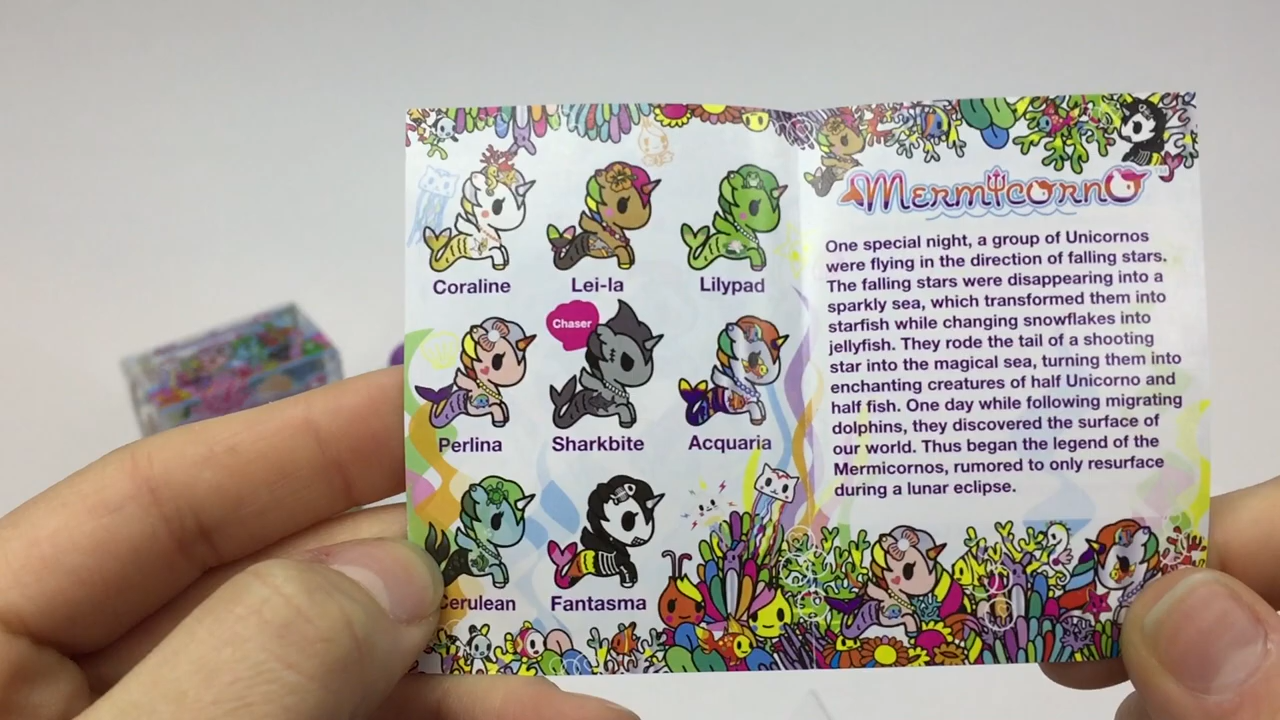 Coraline
Lei-la
Lilypad
Chaser
Perlina
Sharkbite
Acquaria
Cerulean
Fantasma
MERMICORNO™
One special night, a group of Unicornos
were flying in the direction of falling stars.
The falling stars were disappearing into a
sparkly sea, which transformed them into
starfish while changing snowflakes into
jellyfish. They rode the tail of a shooting
star into the magical sea, turning them into
enchanting creatures of half Unicorno and
half fish. One day while following migrating
dolphins, they discovered the surface of
our world. Thus began the legend of the
Mermicornos, rumored to only resurface
during a lunar eclipse.